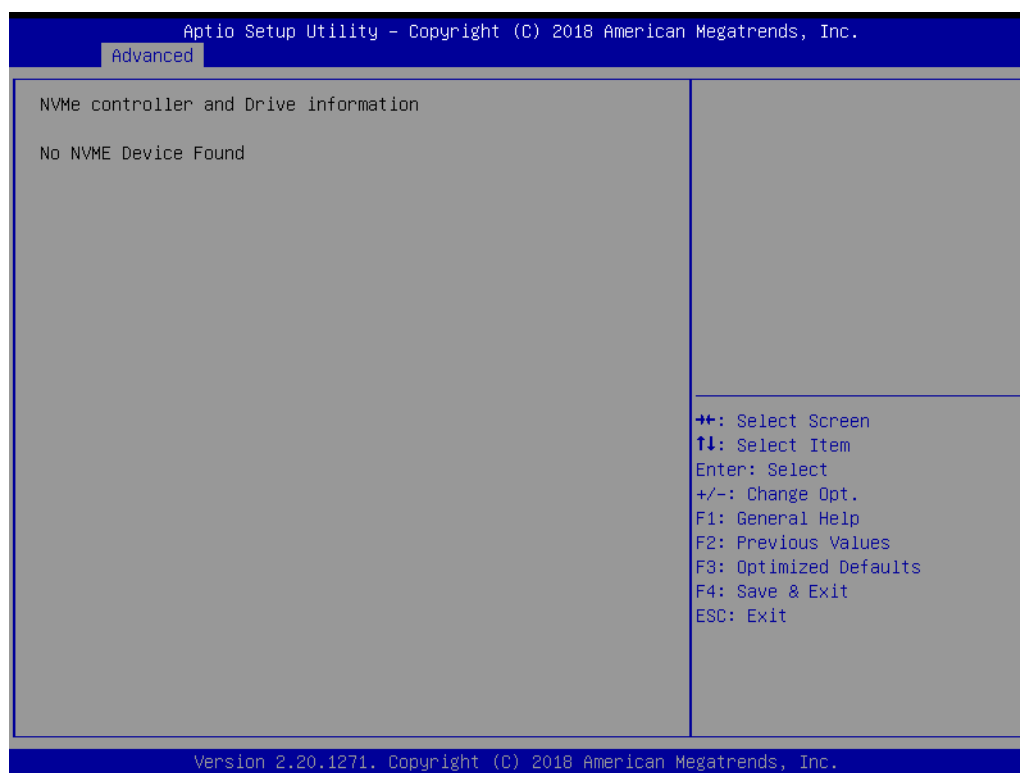 Aptio Setup Utility – Copyright (C) 2018 American Megatrends, Inc.
Advanced
NVMe controller and Drive information
No NVME Device Found
→←: Select Screen
↑↓: Select Item
Enter: Select
+/-: Change Opt.
F1: General Help
F2: Previous Values
F3: Optimized Defaults
F4: Save & Exit
ESC: Exit
Version 2.20.1271. Copyright (C) 2018 American Megatrends, Inc.